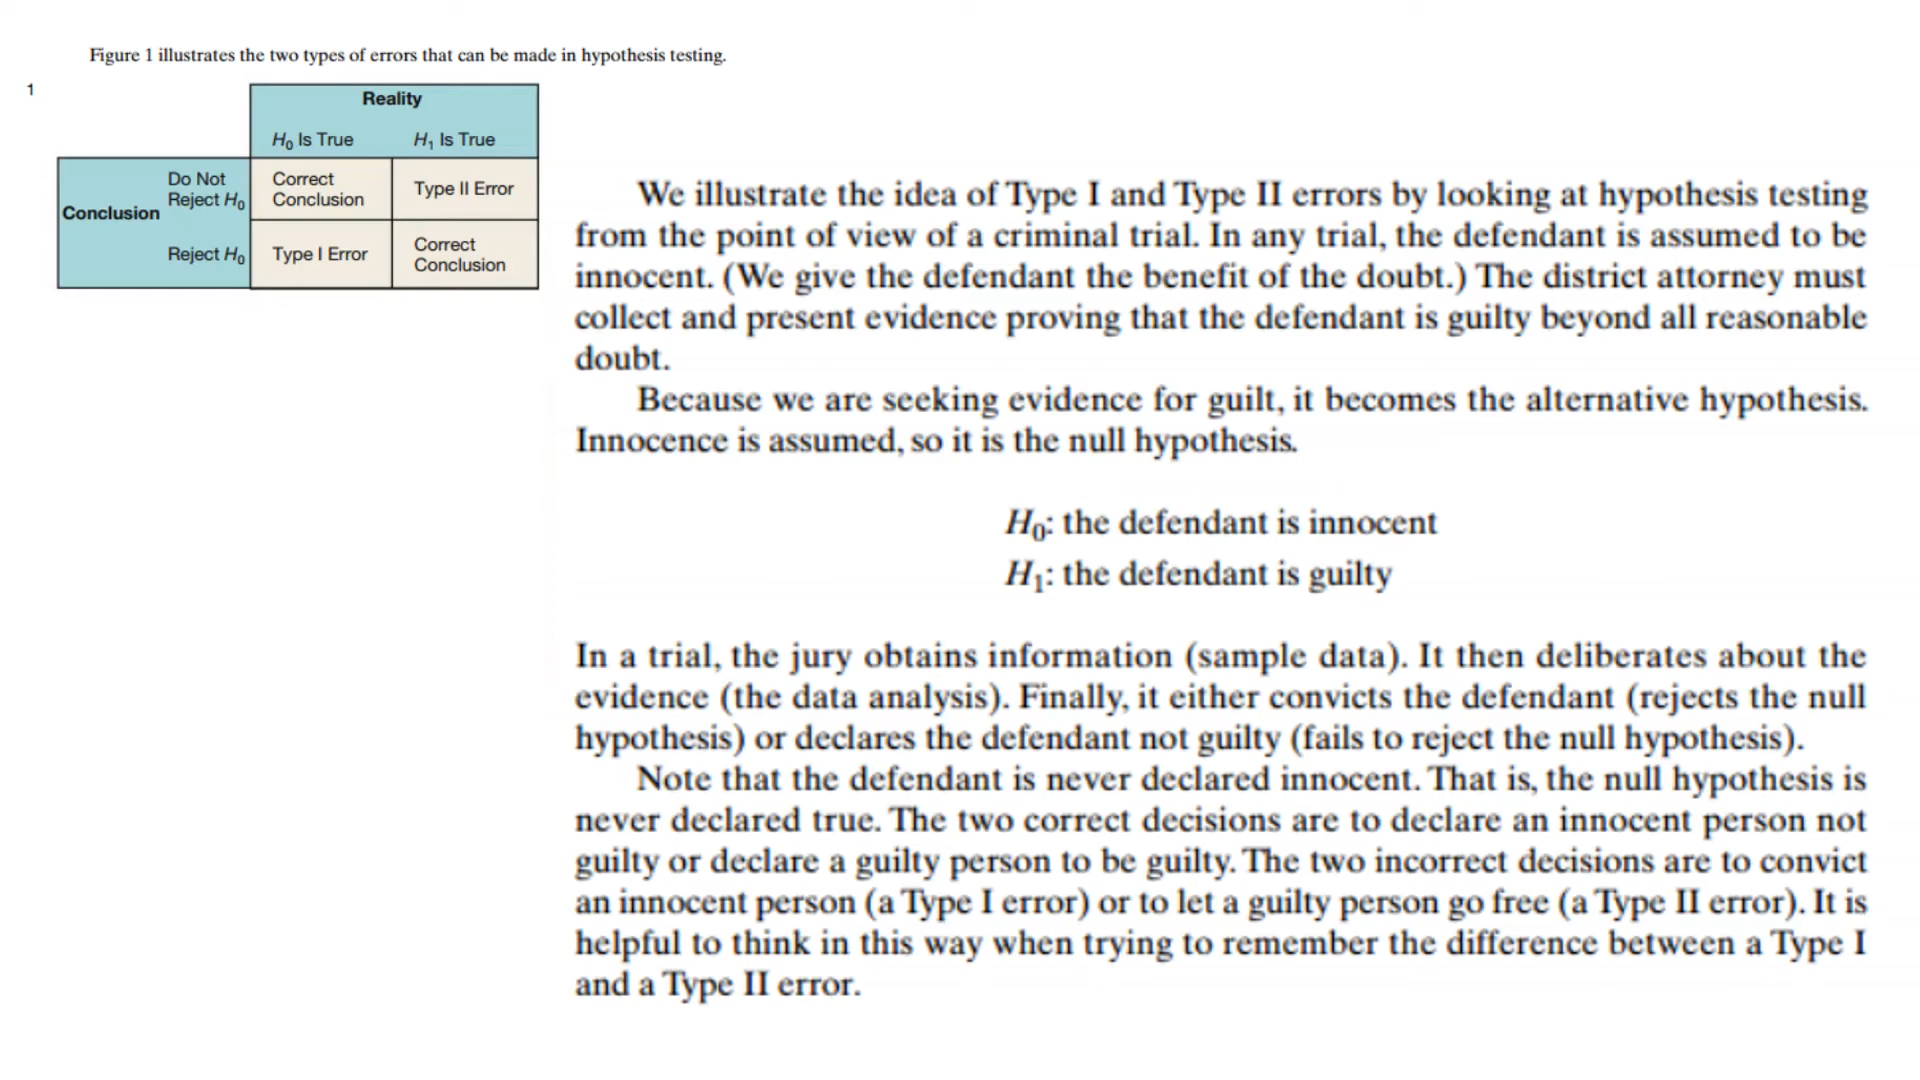 Figure 1 illustrates the two types of errors that can be made in hypothesis testing.
1
Reality
H₀ Is True H₁ Is True
Conclusion
Do Not
Reject H₀
Correct
Conclusion
Type II Error
Reject H₀
Type I Error
Correct
Conclusion
We illustrate the idea of Type I and Type II errors by looking at hypothesis testing
from the point of view of a criminal trial. In any trial, the defendant is assumed to be
innocent. (We give the defendant the benefit of the doubt.) The district attorney must
collect and present evidence proving that the defendant is guilty beyond all reasonable
doubt.
Because we are seeking evidence for guilt, it becomes the alternative hypothesis.
Innocence is assumed, so it is the null hypothesis.
H₀: the defendant is innocent
H₁: the defendant is guilty
In a trial, the jury obtains information (sample data). It then deliberates about the
evidence (the data analysis). Finally, it either convicts the defendant (rejects the null
hypothesis) or declares the defendant not guilty (fails to reject the null hypothesis).
Note that the defendant is never declared innocent. That is, the null hypothesis is
never declared true. The two correct decisions are to declare an innocent person not
guilty or declare a guilty person to be guilty. The two incorrect decisions are to convict
an innocent person (a Type I error) or to let a guilty person go free (a Type II error). It is
helpful to think in this way when trying to remember the difference between a Type I
and a Type II error.